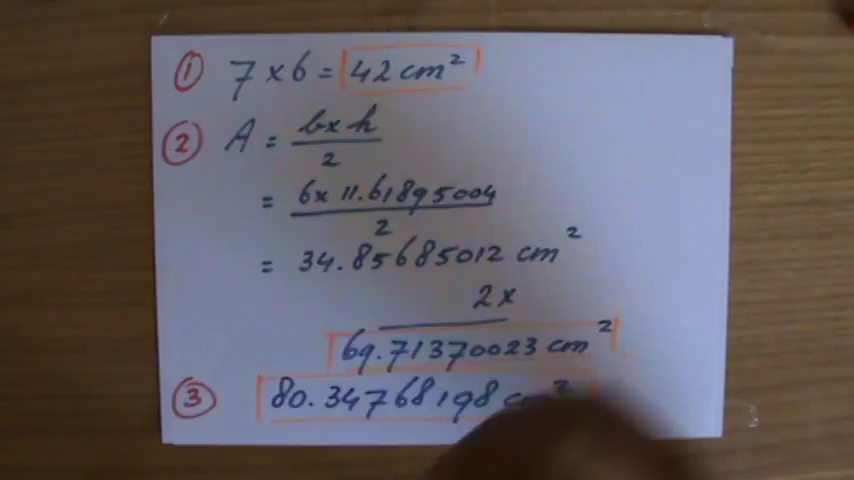 ① 7 × 6 = 42 cm²
② A = b × h / 2
= 6 × 11.61895004 / 2
= 34.85685012 cm²
2 ×
69.71370023 cm²
③ 80.34768198 cm²